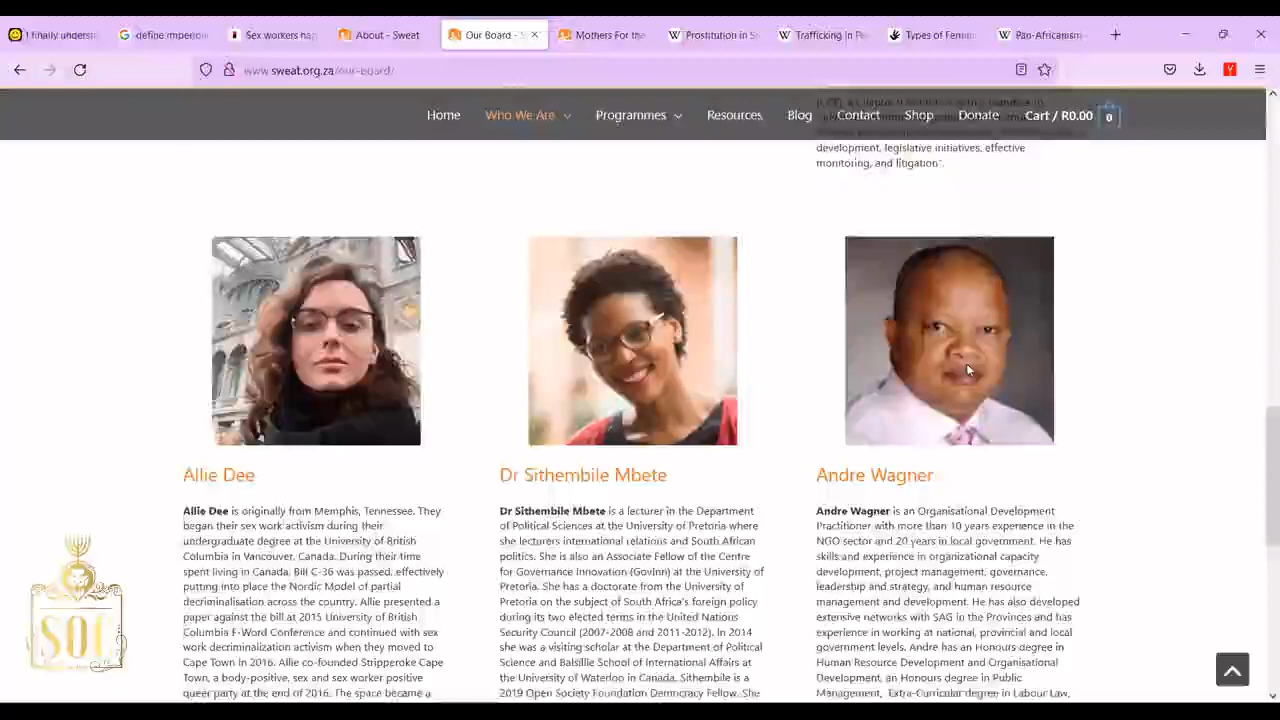 I finally underst
define imperio
Sex workers ha
About - Sweat
Our Board -
Mothers For the
Prostitution in S
Trafficking in Pe
Types of Femi
Pan-Africanism
www.sweat.org.za/our-board/
Home Who We Are Programmes Resources Blog Contact Shop Donate Cart / R0.00 0
development, legislative initiatives, effective
monitoring, and litigation".
Allie Dee
Allie Dee is originally from Memphis, Tennessee. They
began their sex work activism during their
undergraduate degree at the University of British
Columbia in Vancouver, Canada. During their time
spent living in Canada, Bill C-36 was passed, effectively
putting into place the Nordic Model of partial
decriminalisation across the country. Allie presented a
paper against the bill at 2015 University of British
Columbia F-Word Conference and continued with sex
work decriminalization activism when they moved to
Cape Town in 2016. Allie co-founded Stripperoke Cape
Town, a body-positive, sex and sex worker positive
queer party at the end of 2016. The space became a
Dr Sithembile Mbete
Dr Sithembile Mbete is a lecturer in the Department
of Political Sciences at the University of Pretoria where
she lecturers international relations and South African
politics. She is also an Associate Fellow of the Centre
for Governance Innovation (GovInn) at the University of
Pretoria. She has a doctorate from the University of
Pretoria on the subject of South Africa's foreign policy
during its two elected terms in the United Nations
Security Council (2007-2008 and 2011-2012). In 2014
she was a visiting scholar at the Department of Political
Science and Balsillie School of International Affairs at
the University of Waterloo in Canada. Sithembile is a
2019 Open Society Foundation Democracy Fellow. She
Andre Wagner
Andre Wagner is an Organisational Development
Practitioner with more than 10 years experience in the
NGO sector and 20 years in local government. He has
skills and experience in organizational capacity
development, project management, governance,
leadership and strategy, and human resource
management and development. He has also developed
extensive networks with SAG in the Provinces and has
experience in working at national, provincial and local
government levels. Andre has an Honours degree in
Human Resource Development and Organisational
Development, an Honours degree in Public
Management, Extra-Curricular degree in Labour Law,
SOC